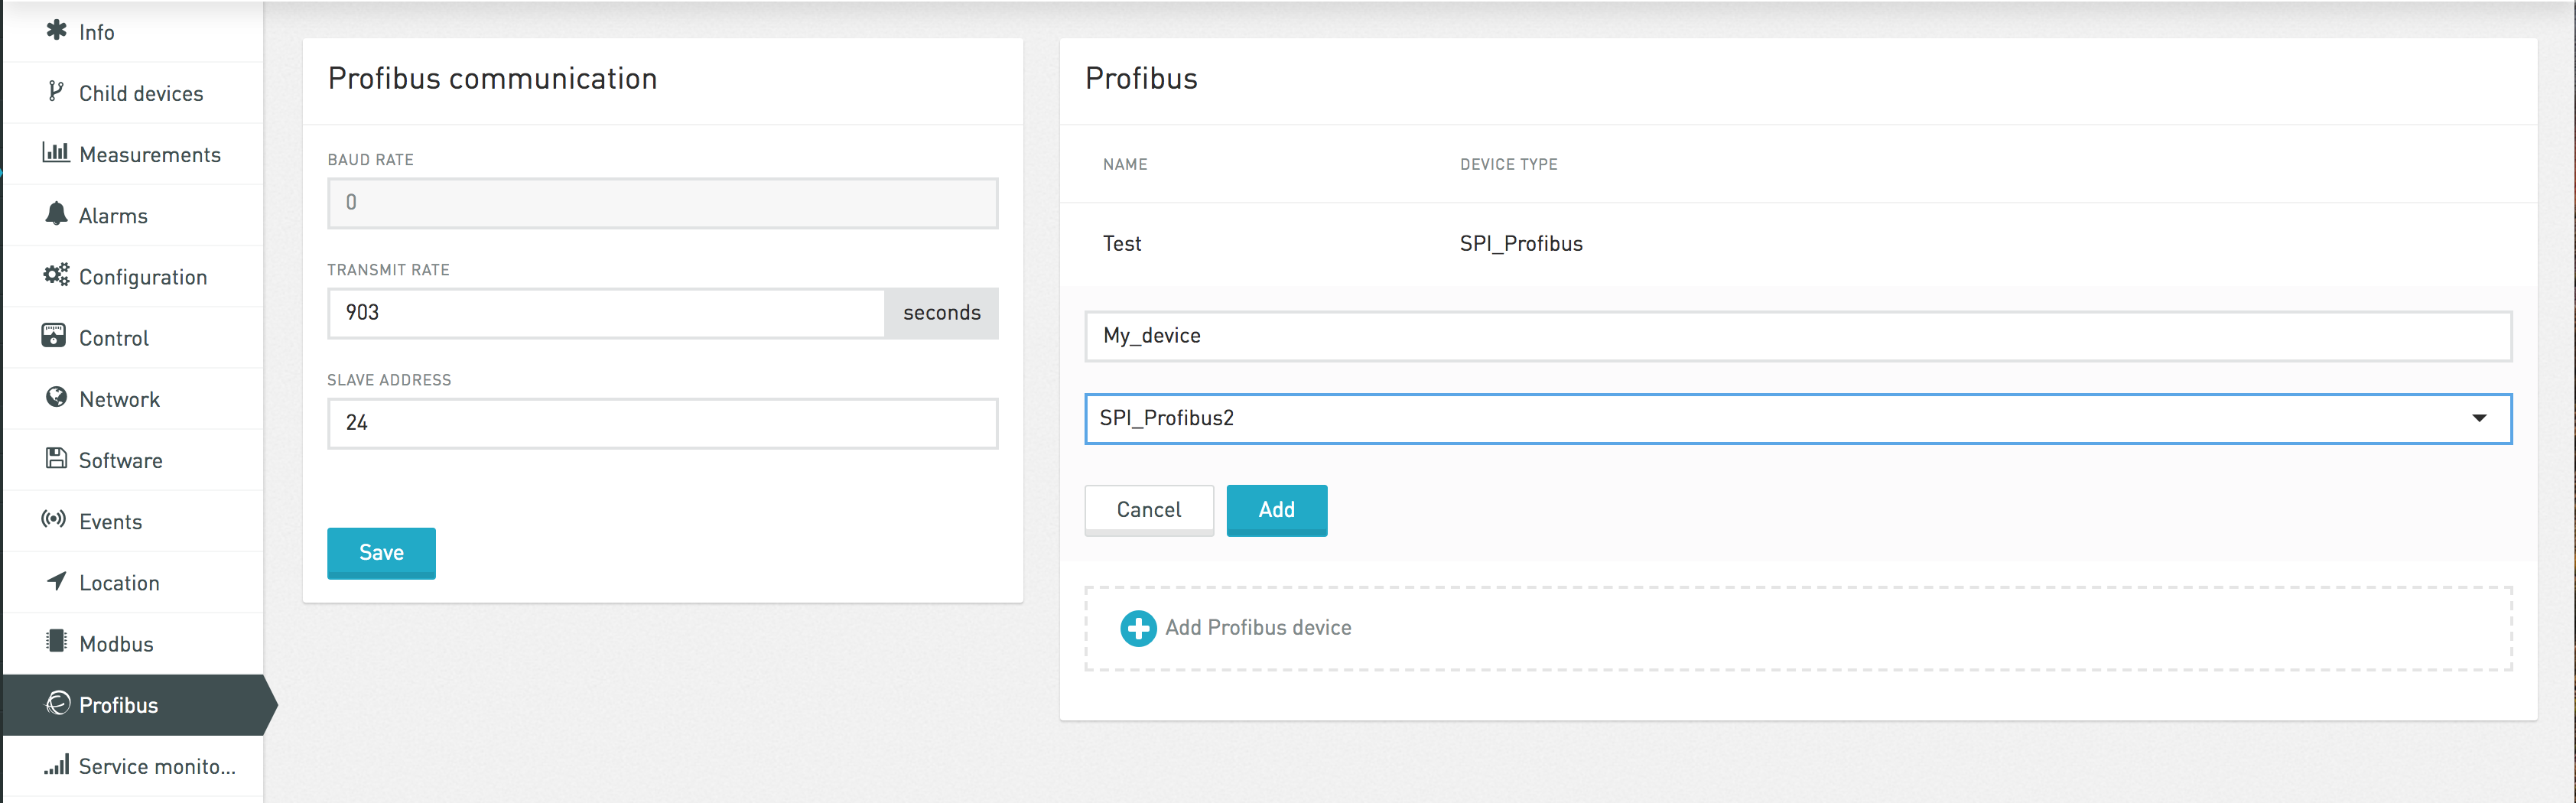 Info
Child devices
Measurements
Alarms
Configuration
Control
Network
Software
Events
Location
Modbus
Profibus
Service monito...
Profibus communication
BAUD RATE
0
TRANSMIT RATE
903 seconds
SLAVE ADDRESS
24
Save
Profibus
NAME DEVICE TYPE
Test SPI_Profibus
My_device
SPI_Profibus2
Cancel Add
Add Profibus device